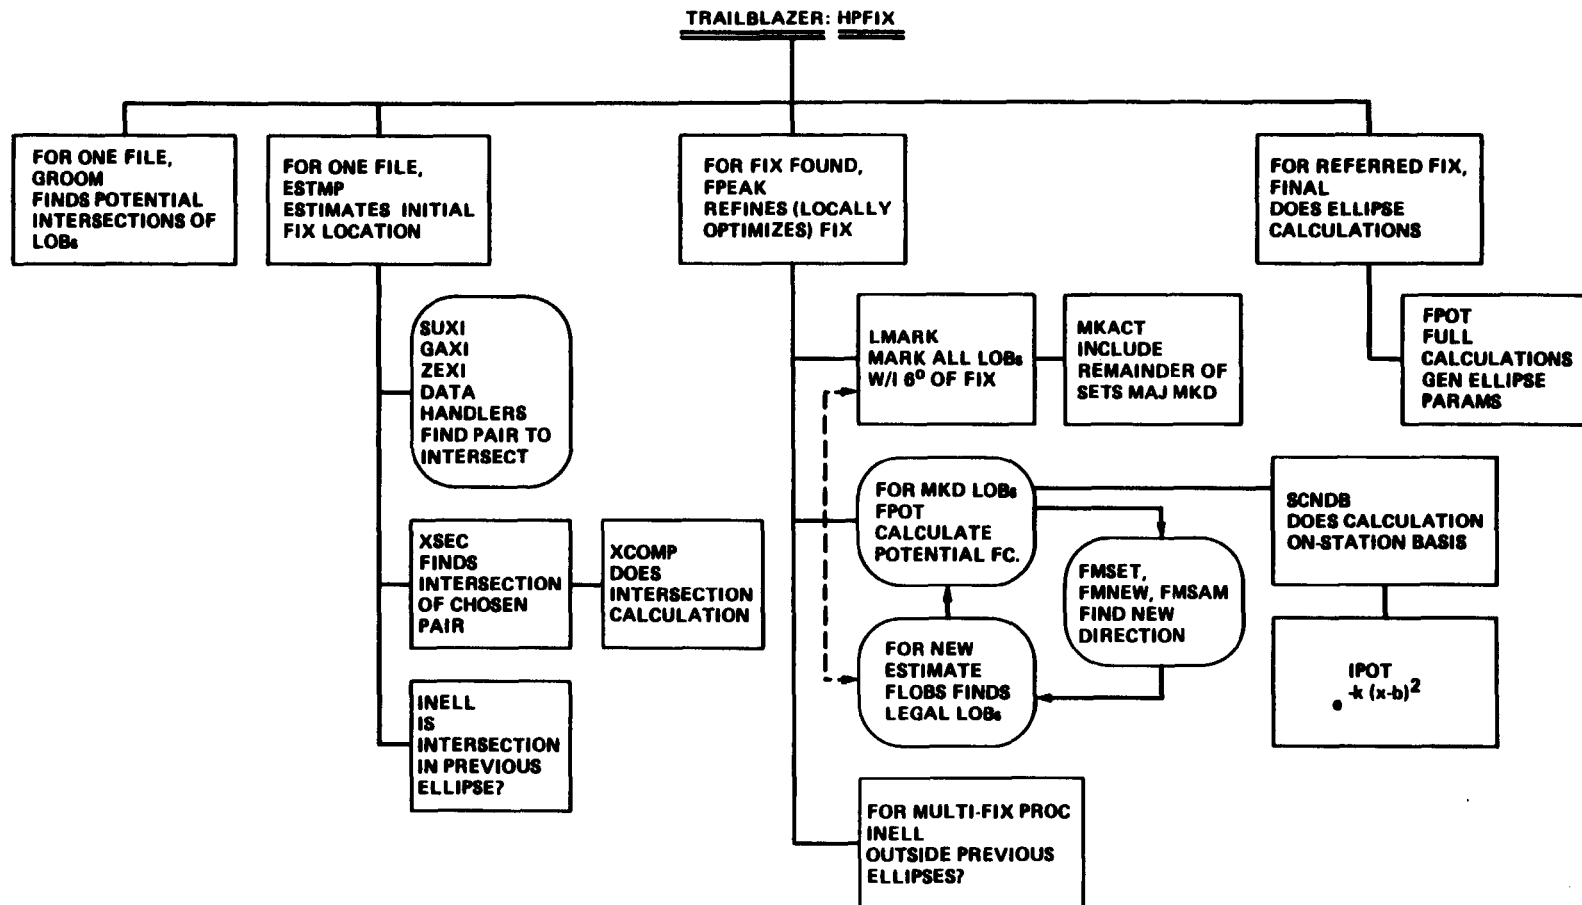 TRAILBLAZER: HPFIX
FOR ONE FILE,
GROOM
FINDS POTENTIAL
INTERSECTIONS OF
LOBs
FOR ONE FILE,
ESTMP
ESTIMATES INITIAL
FIX LOCATION
FOR FIX FOUND,
FPEAK
REFINES (LOCALLY
OPTIMIZES) FIX
FOR REFERRED FIX,
FINAL
DOES ELLIPSE
CALCULATIONS
SUXI
GAXI
ZEXI
DATA
HANDLERS
FIND PAIR TO
INTERSECT
XSEC
FINDS
INTERSECTION
OF CHOSEN
PAIR
XCOMP
DOES
INTERSECTION
CALCULATION
INELL
IS
INTERSECTION
IN PREVIOUS
ELLIPSE?
LMARK
MARK ALL LOBs
W/I 6⁰ OF FIX
MKACT
INCLUDE
REMAINDER OF
SETS MAJ MKD
FPOT
FULL
CALCULATIONS
GEN ELLIPSE
PARAMS
FOR MKD LOBs
FPOT
CALCULATE
POTENTIAL FC.
SCNDB
DOES CALCULATION
ON-STATION BASIS
FMSET,
FMNEW, FMSAM
FIND NEW
DIRECTION
FOR NEW
ESTIMATE
FLOBS FINDS
LEGAL LOBs
IPOT
e -k (x-b)²
FOR MULTI-FIX PROC
INELL
OUTSIDE PREVIOUS
ELLIPSES?